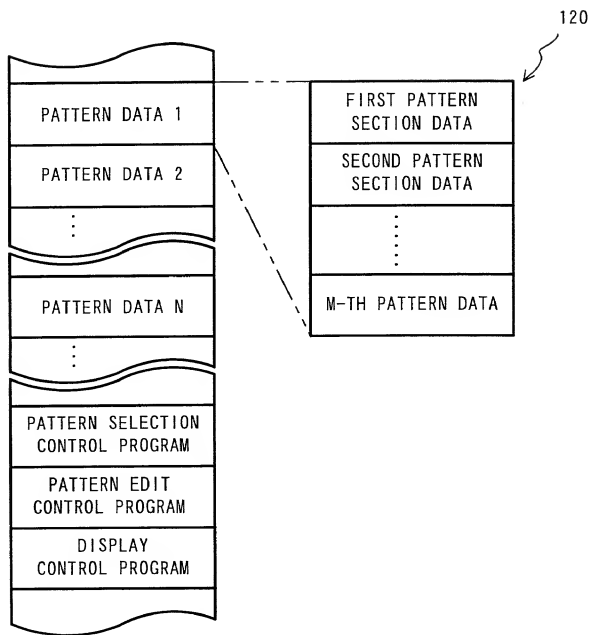 120
PATTERN DATA 1
PATTERN DATA 2
PATTERN DATA N
PATTERN SELECTION
CONTROL PROGRAM
PATTERN EDIT
CONTROL PROGRAM
DISPLAY
CONTROL PROGRAM
FIRST PATTERN
SECTION DATA
SECOND PATTERN
SECTION DATA
M-TH PATTERN DATA